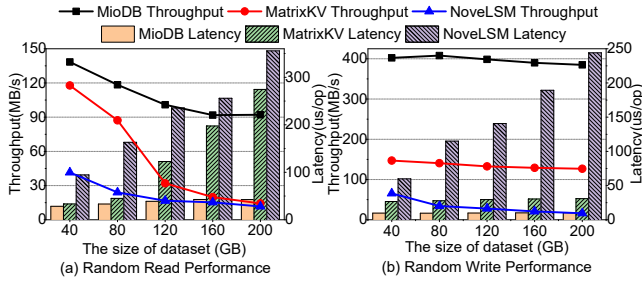 MioDB Throughput MatrixKV Throughput NoveLSM Throughput
MioDB Latency MatrixKV Latency NoveLSM Latency
Throughput(MB/s)
150
120
90
60
30
0
300
200
100
0
Latency(us/op)
40 80 120 160 200
The size of dataset (GB)
(a) Random Read Performance
Throughput(MB/s)
400
300
200
100
0
250
200
150
100
50
0
Latency(us/op)
40 80 120 160 200
The size of dataset (GB)
(b) Random Write Performance